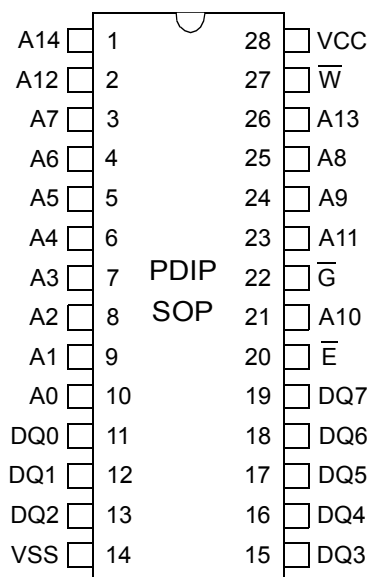 A14 1 28 VCC
A12 2 27 W̅
A7 3 26 A13
A6 4 25 A8
A5 5 24 A9
A4 6 23 A11
A3 7 PDIP 22 G̅
A2 8 SOP 21 A10
A1 9 20 E̅
A0 10 19 DQ7
DQ0 11 18 DQ6
DQ1 12 17 DQ5
DQ2 13 16 DQ4
VSS 14 15 DQ3